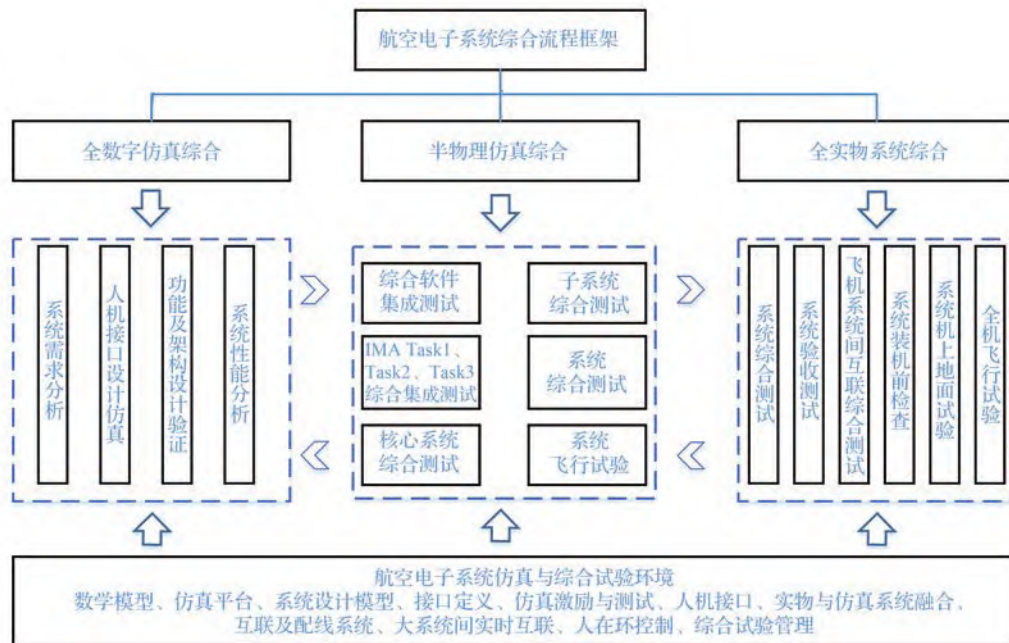 航空电子系统综合流程框架
全数字仿真综合
半物理仿真综合
全实物系统综合
系统需求分析
人机接口设计仿真
功能及架构设计验证
系统性能分析
综合软件
集成测试
子系统
综合测试
IMA Task1、
Task2、Task3
综合集成测试
系统
综合测试
核心系统
综合测试
系统
飞行试验
系统综合测试
系统验收测试
飞机系统间互联综合测试
系统装机前检查
系统机上地面试验
全机飞行试验
航空电子系统仿真与综合试验环境
数学模型、仿真平台、系统设计模型、接口定义、仿真激励与测试、人机接口、实物与仿真系统融合、
互联及配线系统、大系统间实时互联、人在环控制、综合试验管理